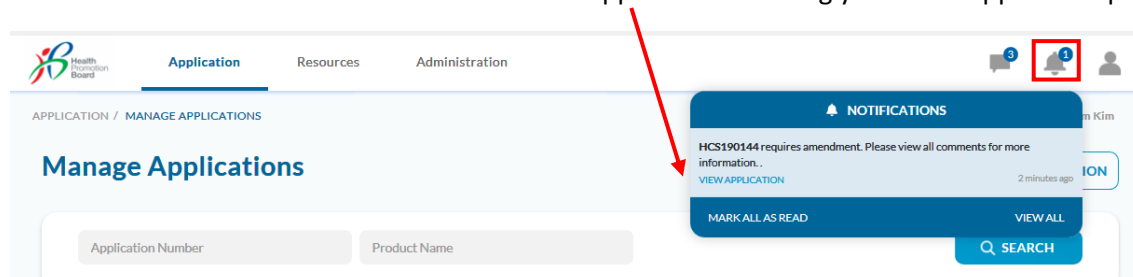 Health
Promotion
Board
Application
Resources
Administration
3
1
APPLICATION / MANAGE APPLICATIONS
m Kim
NOTIFICATIONS
HCS190144 requires amendment. Please view all comments for more
information. .
VIEW APPLICATION
2 minutes ago
Manage Applications
ION
MARK ALL AS READ
VIEW ALL
Application Number
Product Name
SEARCH